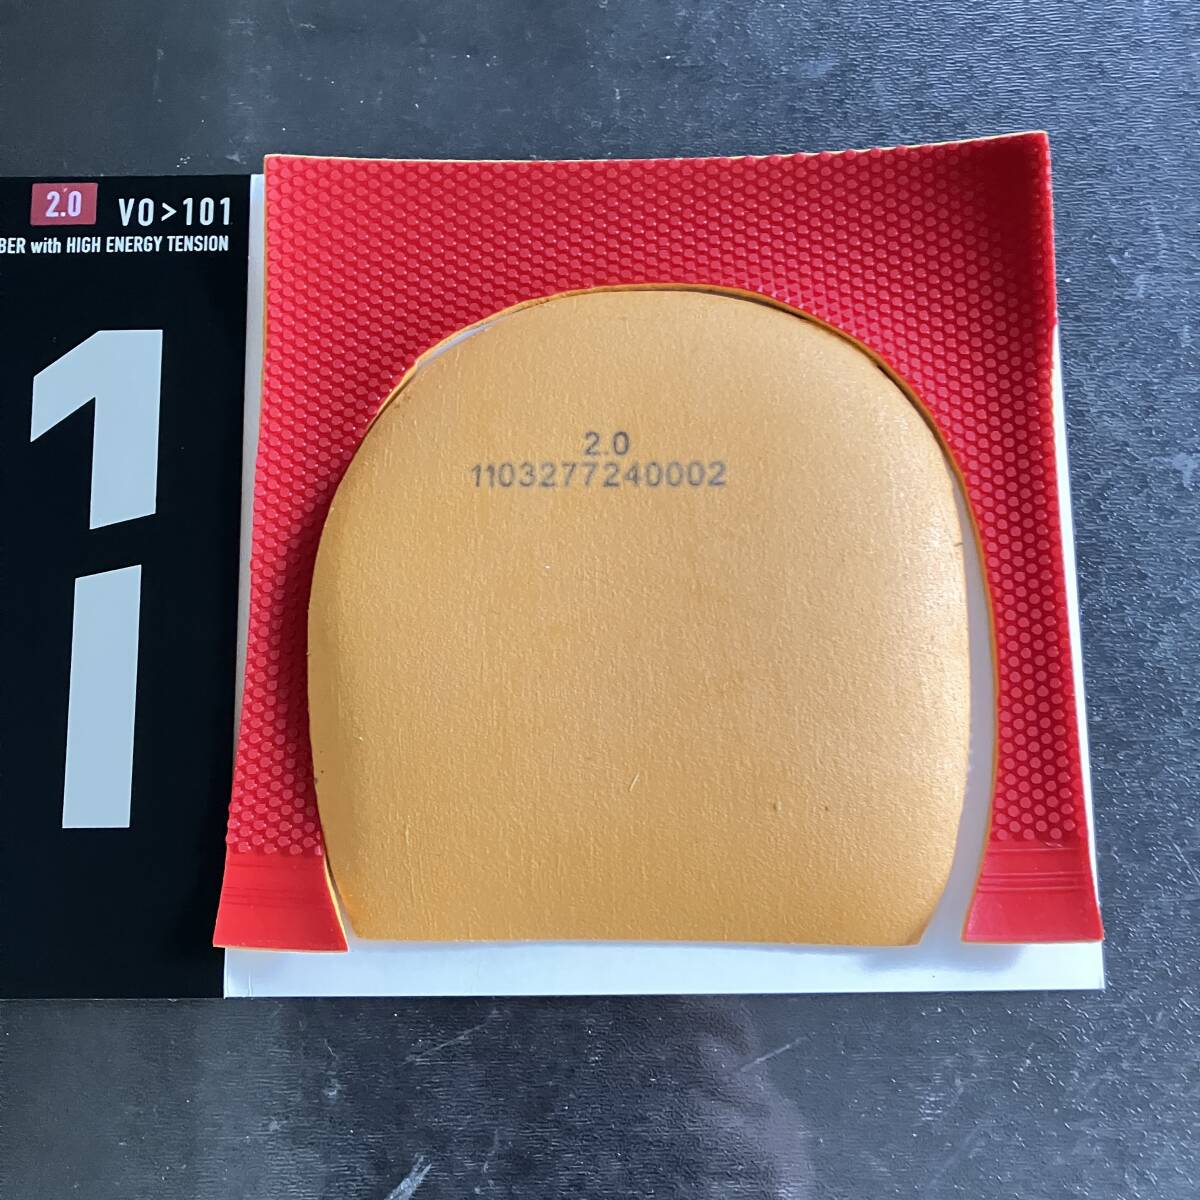 2.0 VO>101
BER with HIGH ENERGY TENSION
1
2.0
1103277240002